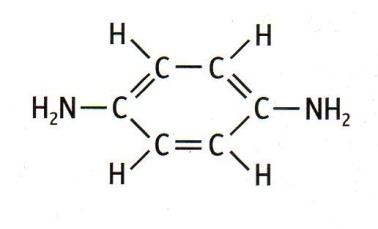 H H
C — C
H₂N — C C — NH₂
C = C
H H